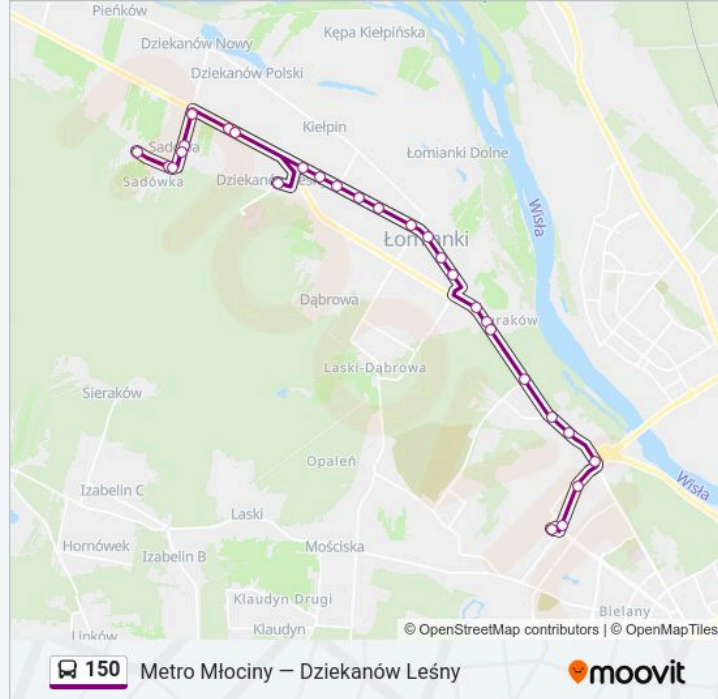 Pieńków
Kępa Kiełpińska
Dziekanów Nowy
Dziekanów Polski
Kiełpin
Łomianki Dolne
Sadówka
Wisła
Łomianki
Dąbrowa
Laski-Dąbrowa
Sieraków
Opaleń
Izabelin C
Laski
Wisła
Hornówek
Mościska
Izabelin B
Klaudyn Drugi
Bielany
Klaudyn
© OpenStreetMap contributors | © OpenMapTiles
150 Metro Młociny — Dziekanów Leśny
moovit